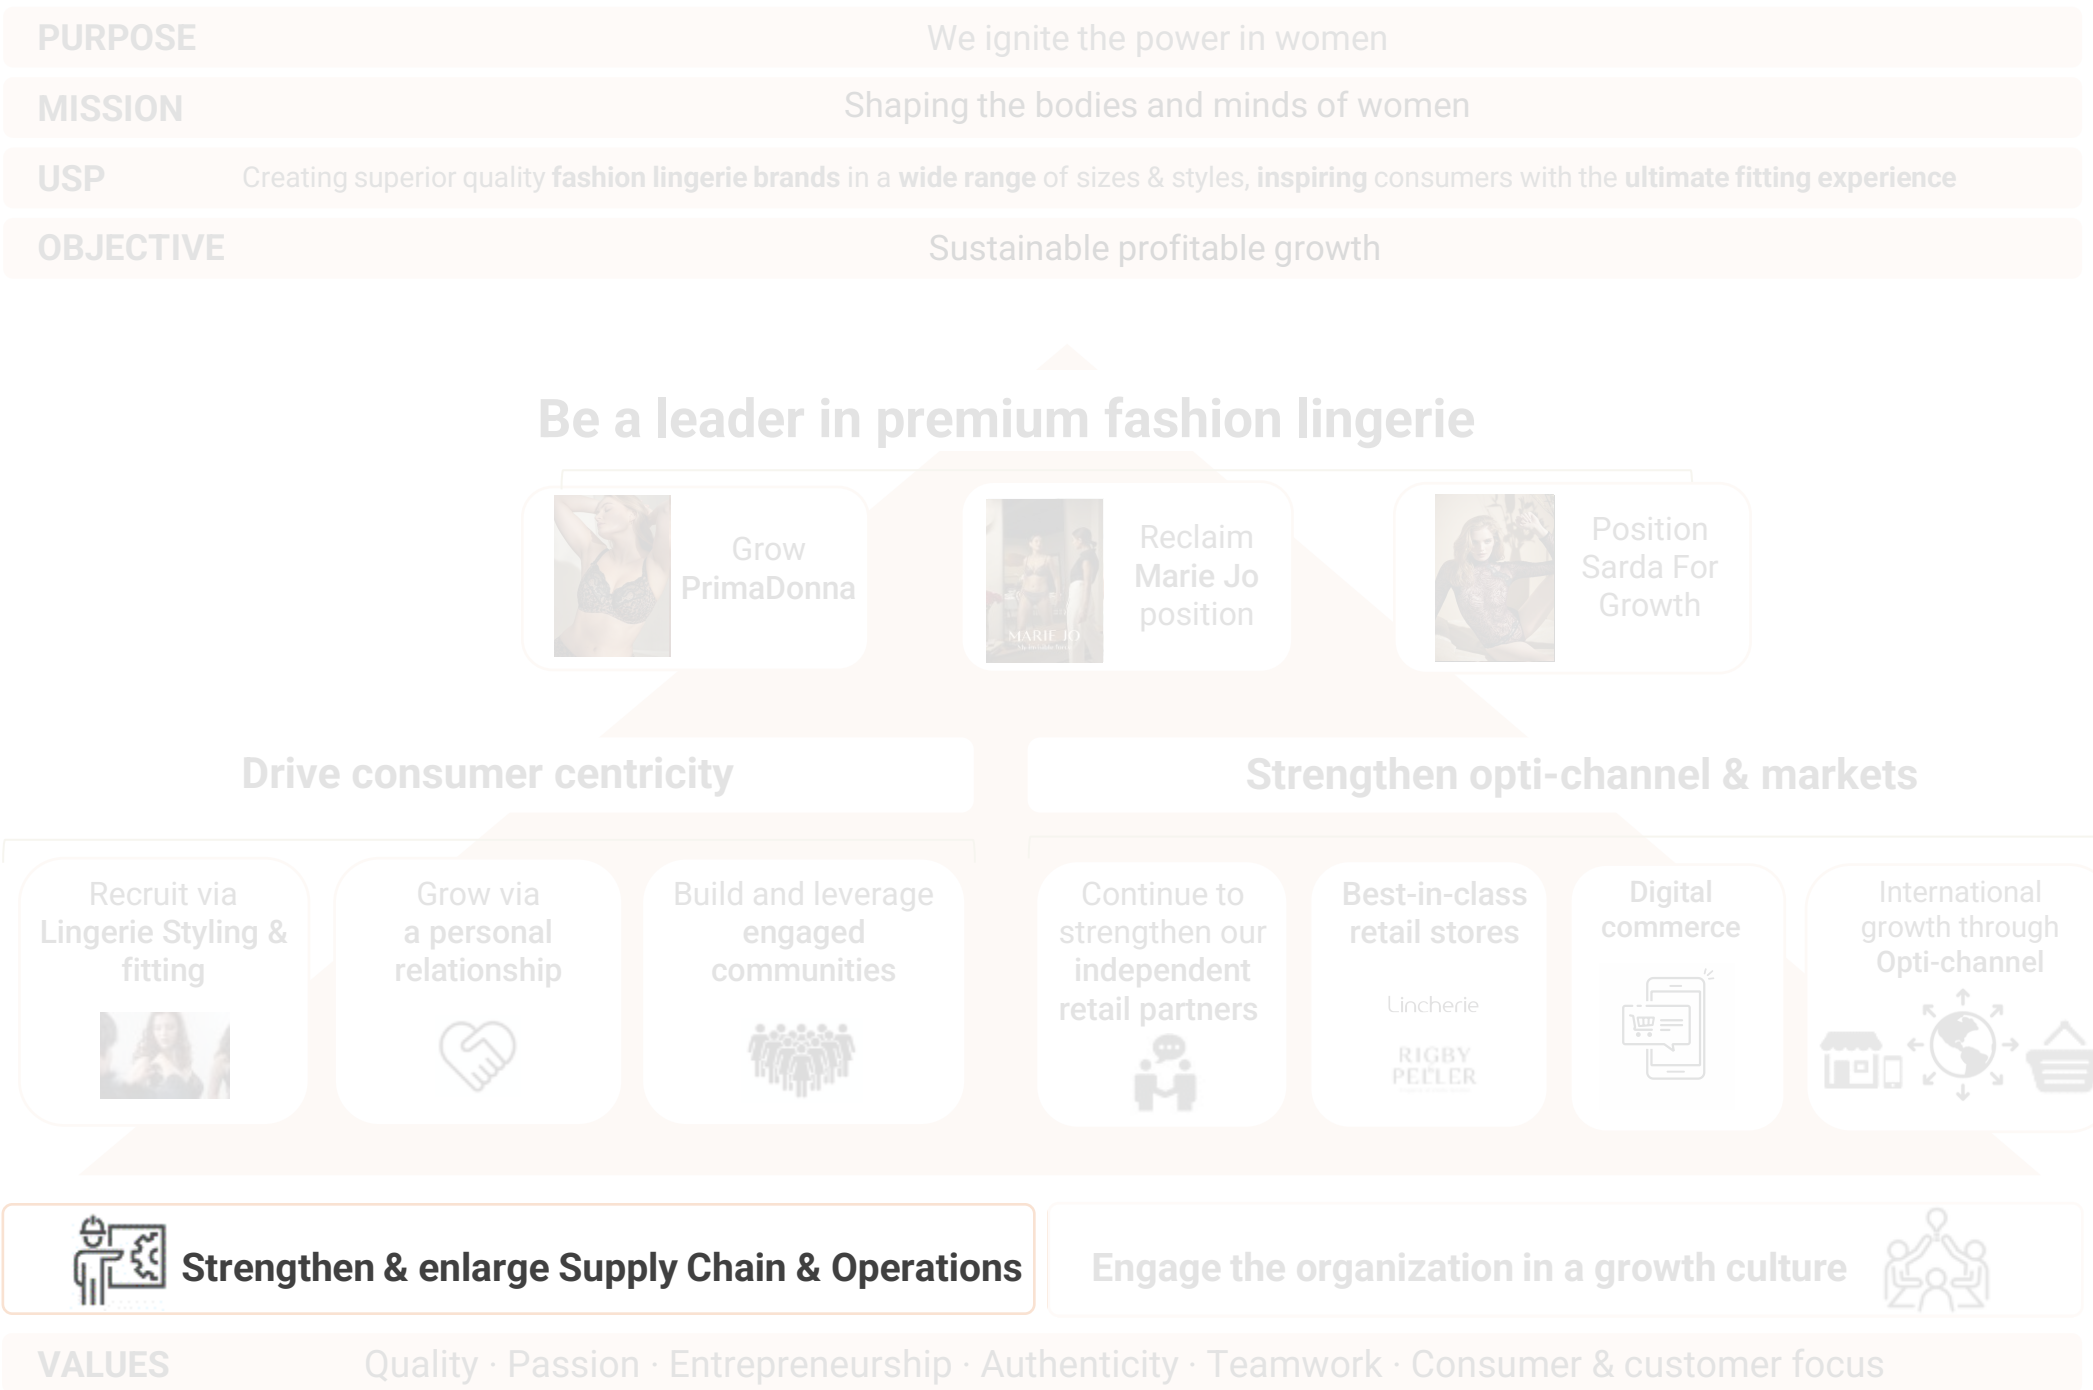 PURPOSE We ignite the power in women
MISSION Shaping the bodies and minds of women
USP Creating superior quality fashion lingerie brands in a wide range of sizes & styles, inspiring consumers with the ultimate fitting experience
OBJECTIVE Sustainable profitable growth
Be a leader in premium fashion lingerie
Grow
PrimaDonna
MARIE JO
Reclaim
Marie Jo
position
Position
Sarda For
Growth
Drive consumer centricity
Strengthen opti-channel & markets
Recruit via
Lingerie Styling &
fitting
Grow via
a personal
relationship
Build and leverage
engaged
communities
Continue to
strengthen our
independent
retail partners
Best-in-class
retail stores
Lincherie
RIGBY
PELLER
Digital
commerce
International
growth through
Opti-channel
Strengthen & enlarge Supply Chain & Operations
Engage the organization in a growth culture
VALUES Quality · Passion · Entrepreneurship · Authenticity · Teamwork · Consumer & customer focus